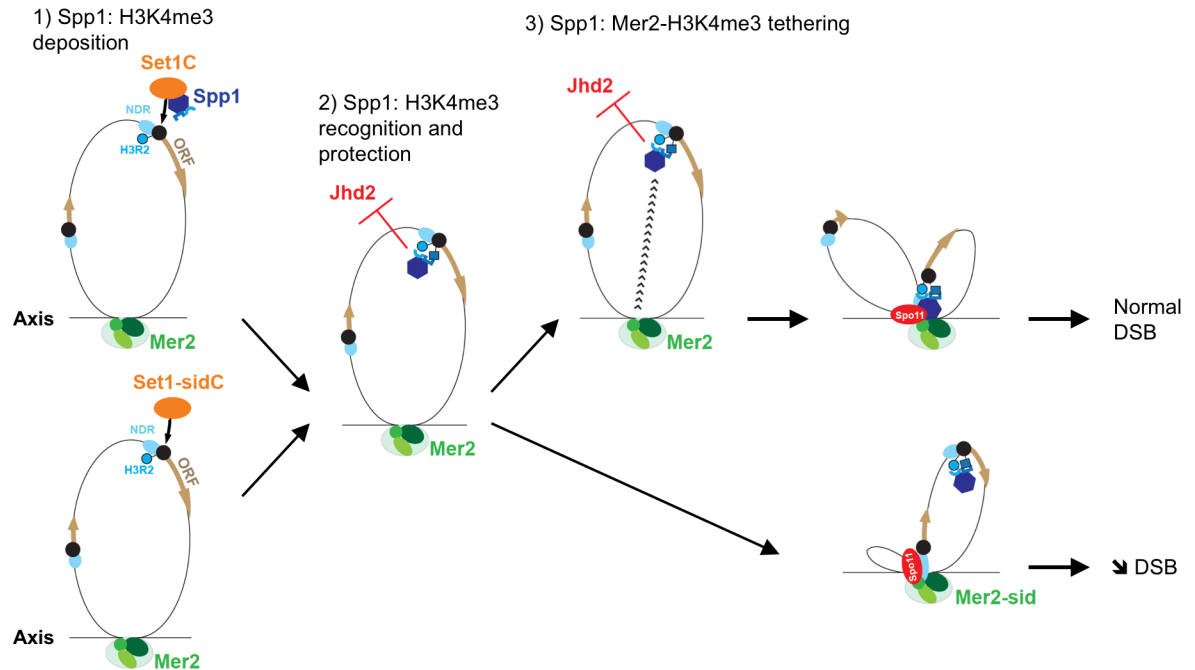 1) Spp1: H3K4me3
deposition
Set1C
Spp1
NDR
H3R2
ORF
Axis
Mer2
Set1-sidC
NDR
H3R2
ORF
Axis
Mer2
2) Spp1: H3K4me3
recognition and
protection
Jhd2
Mer2
3) Spp1: Mer2-H3K4me3 tethering
Jhd2
Mer2
Spo11
Normal
DSB
Spo11
Mer2-sid
DSB